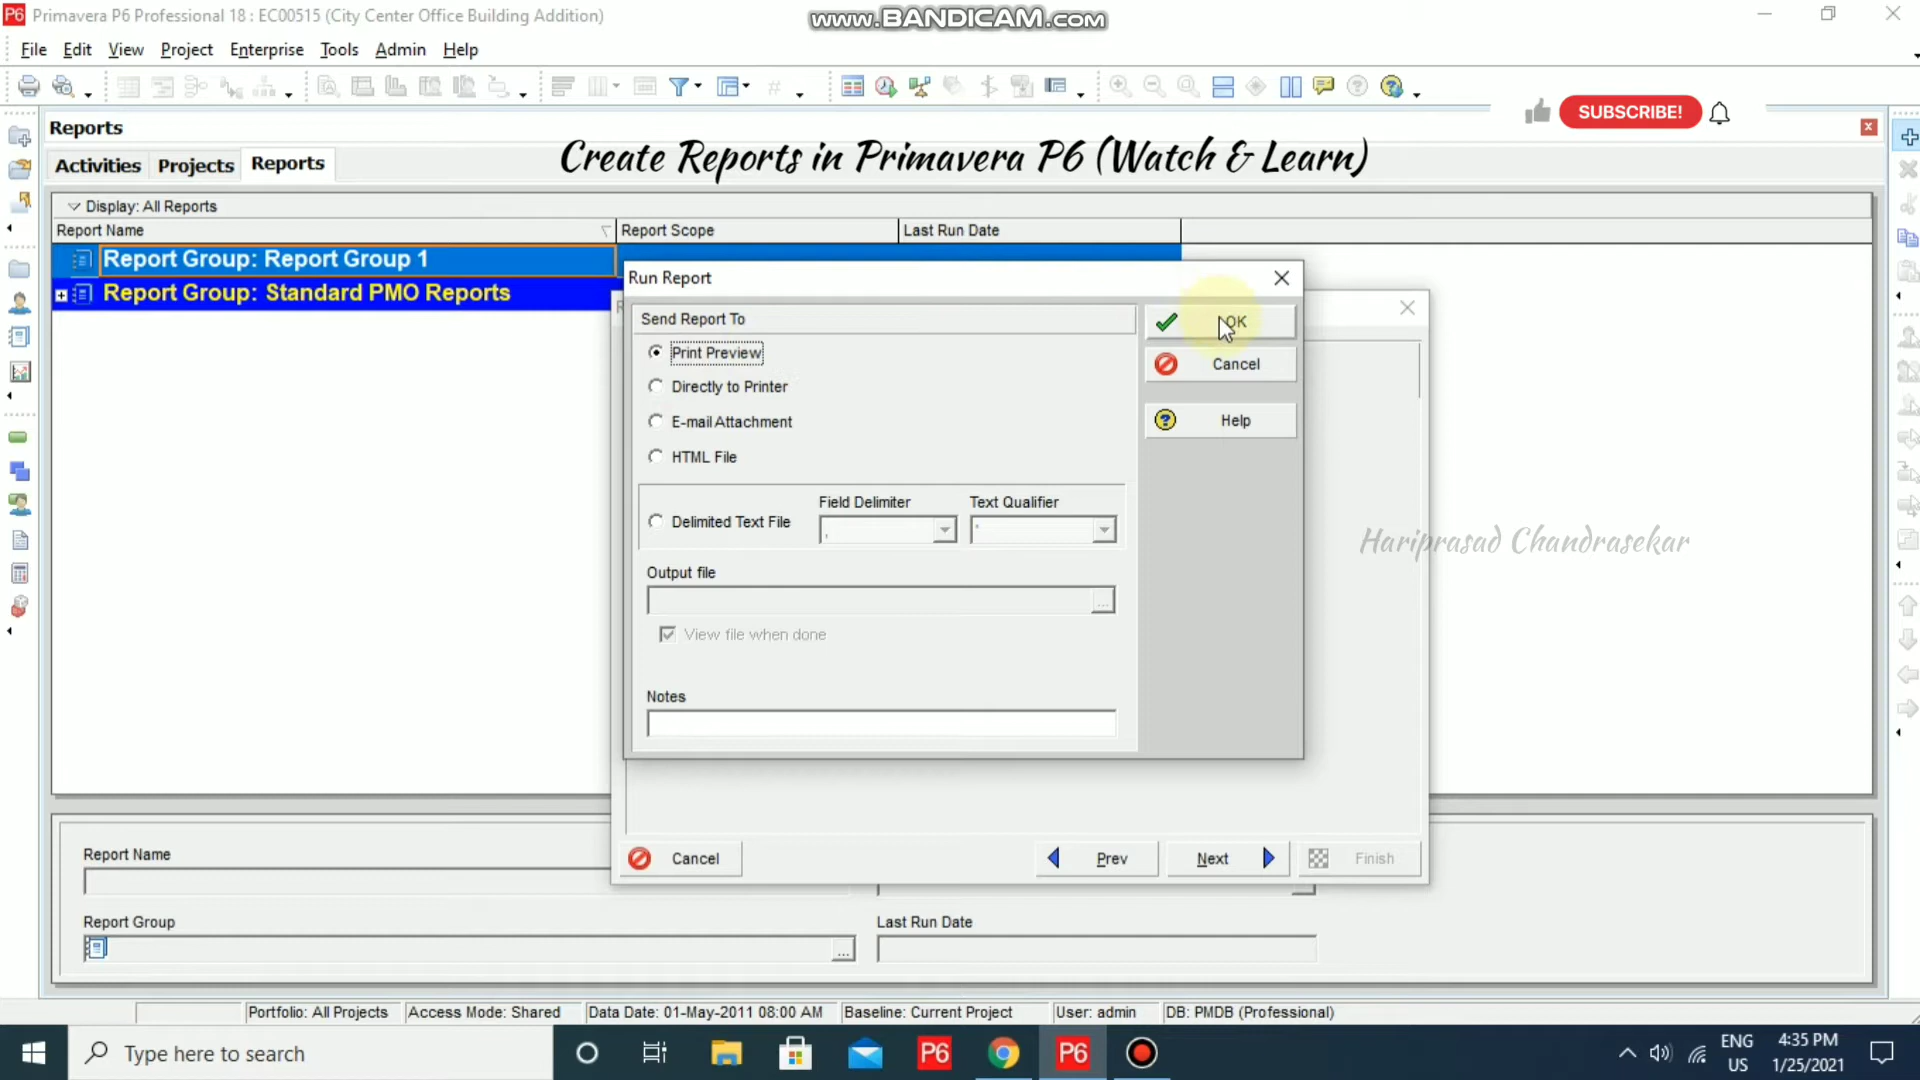 P6 Primavera P6 Professional 18 : EC00515 (City Center Office Building Addition)
www.BANDICAM.com
File Edit View Project Enterprise Tools Admin Help
Reports
SUBSCRIBE!
Activities Projects Reports
Create Reports in Primavera P6 (Watch & Learn)
Display: All Reports
Report Name Report Scope Last Run Date
Report Group: Report Group 1
Report Group: Standard PMO Reports
Run Report
Send Report To
OK
Print Preview
Cancel
Directly to Printer
E-mail Attachment
Help
HTML File
Field Delimiter Text Qualifier
Delimited Text File
,
Hariprasad Chandrasekar
Output file
...
View file when done
Notes
Cancel Prev Next Finish
Report Name
Report Group Last Run Date
...
Portfolio: All Projects Access Mode: Shared Data Date: 01-May-2011 08:00 AM Baseline: Current Project User: admin DB: PMDB (Professional)
Type here to search
P6 P6
ENG
US
4:35 PM
1/25/2021